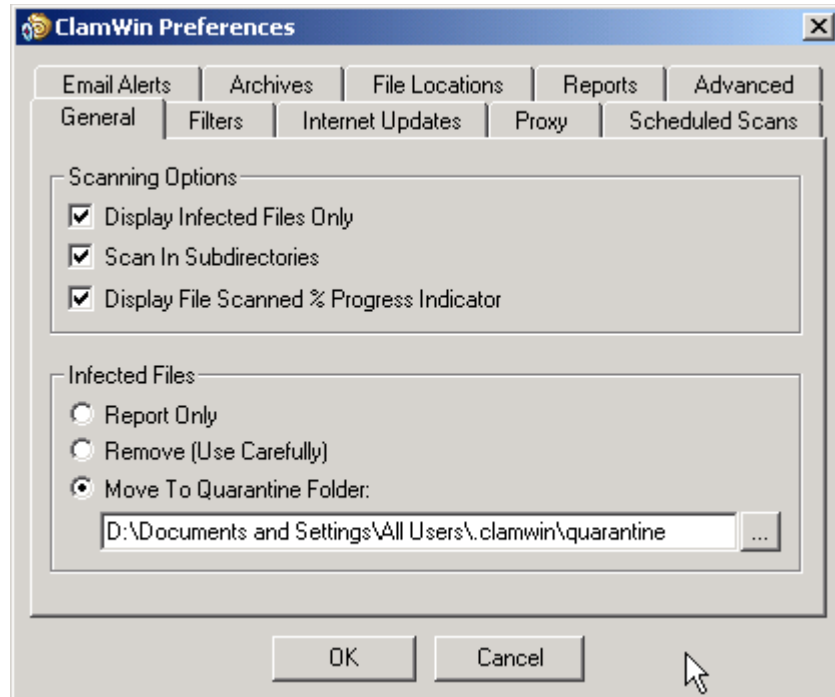 ClamWin Preferences
Email Alerts Archives File Locations Reports Advanced
General Filters Internet Updates Proxy Scheduled Scans
Scanning Options
Display Infected Files Only
Scan In Subdirectories
Display File Scanned % Progress Indicator
Infected Files
Report Only
Remove (Use Carefully)
Move To Quarantine Folder:
D:\Documents and Settings\All Users\.clamwin\quarantine ...
OK Cancel